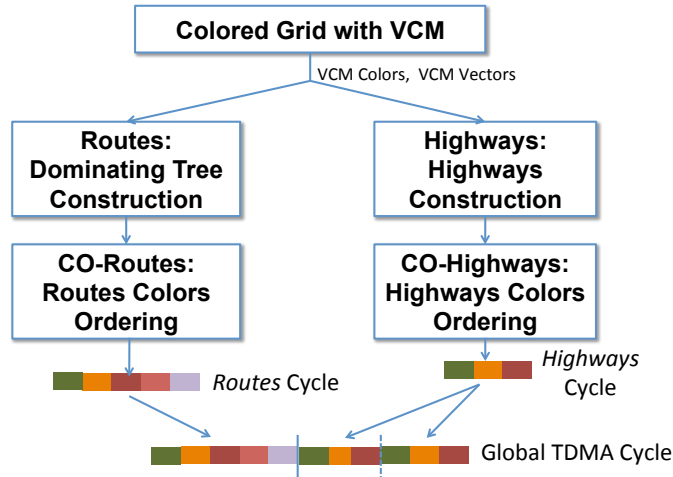 Colored Grid with VCM
VCM Colors, VCM Vectors
Routes:
Dominating Tree
Construction
Highways:
Highways
Construction
CO-Routes:
Routes Colors
Ordering
CO-Highways:
Highways Colors
Ordering
Routes Cycle
Highways
Cycle
Global TDMA Cycle